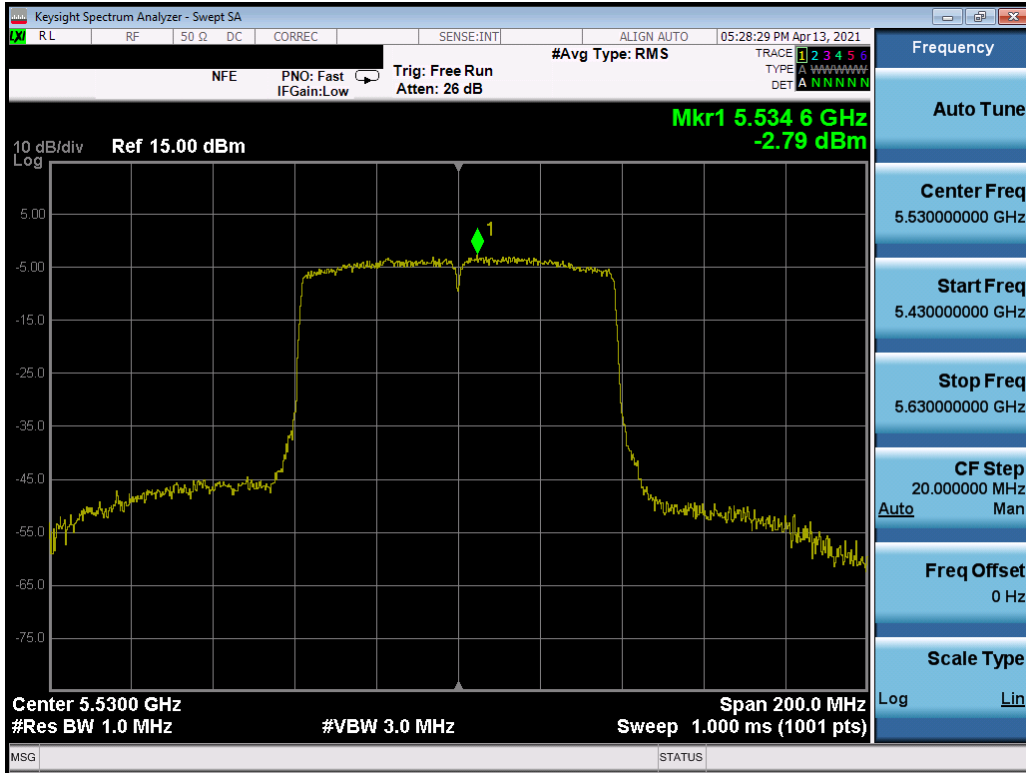 Keysight Spectrum Analyzer - Swept SA
LXI RL RF 50 Ω DC CORREC SENSE:INT ALIGN AUTO 05:28:29 PM Apr 13, 2021
NFE PNO: Fast IFGain:Low Trig: Free Run Atten: 26 dB #Avg Type: RMS
TRACE 1 2 3 4 5 6
TYPE A WWWWW
DET A N N N N N
Mkr1 5.534 6 GHz
-2.79 dBm
10 dB/div
Log
Ref 15.00 dBm
1
5.00
-5.00
-15.0
-25.0
-35.0
-45.0
-55.0
-65.0
-75.0
Center 5.5300 GHz Span 200.0 MHz
#Res BW 1.0 MHz #VBW 3.0 MHz Sweep 1.000 ms (1001 pts)
Frequency
Auto Tune
Center Freq
5.530000000 GHz
Start Freq
5.430000000 GHz
Stop Freq
5.630000000 GHz
CF Step
20.000000 MHz
Auto Man
Freq Offset
0 Hz
Scale Type
Log Lin
MSG STATUS